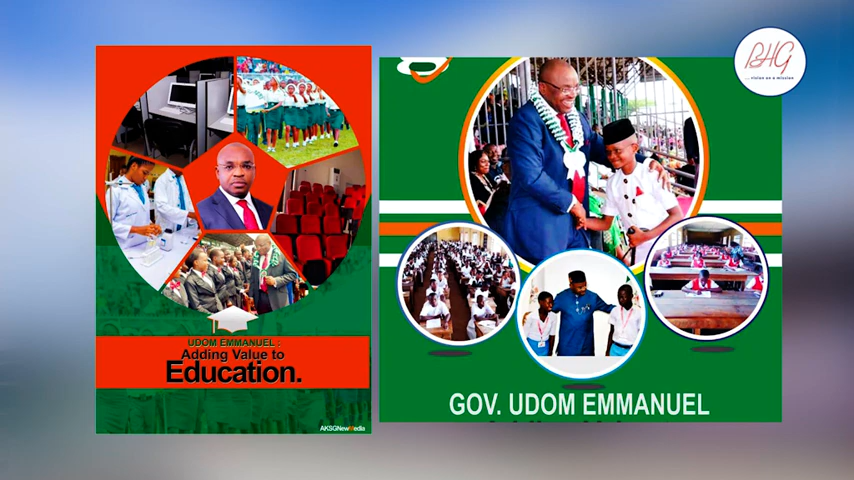 BHG
... vision as a mission
UDOM EMMANUEL :
Adding Value to
Education.
AKSGNewMedia
GOV. UDOM EMMANUEL